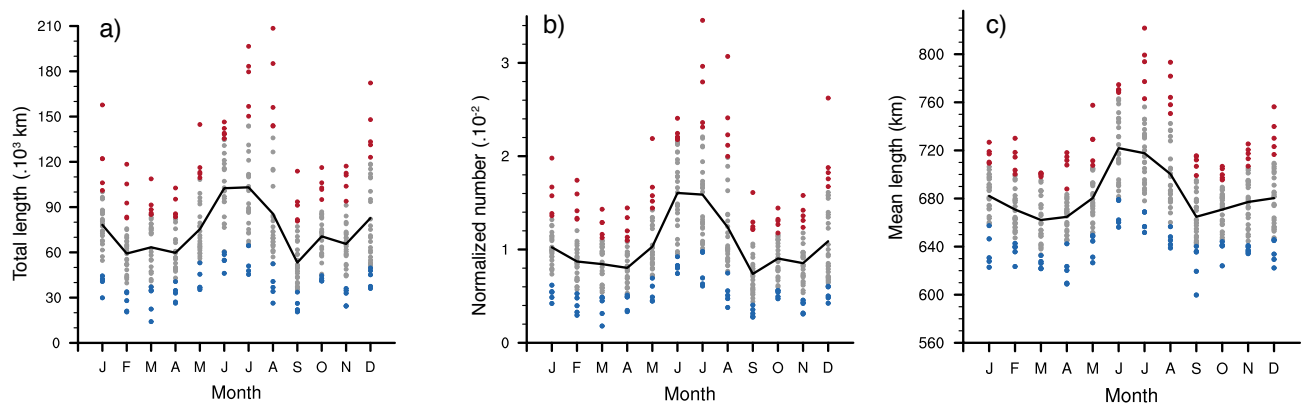 a)
Total length (.10³ km)
210
180
150
120
90
60
30
0
J F M A M J J A S O N D
Month
b)
Normalized number (.10⁻²)
3
2
1
0
J F M A M J J A S O N D
Month
c)
Mean length (km)
800
760
720
680
640
600
560
J F M A M J J A S O N D
Month